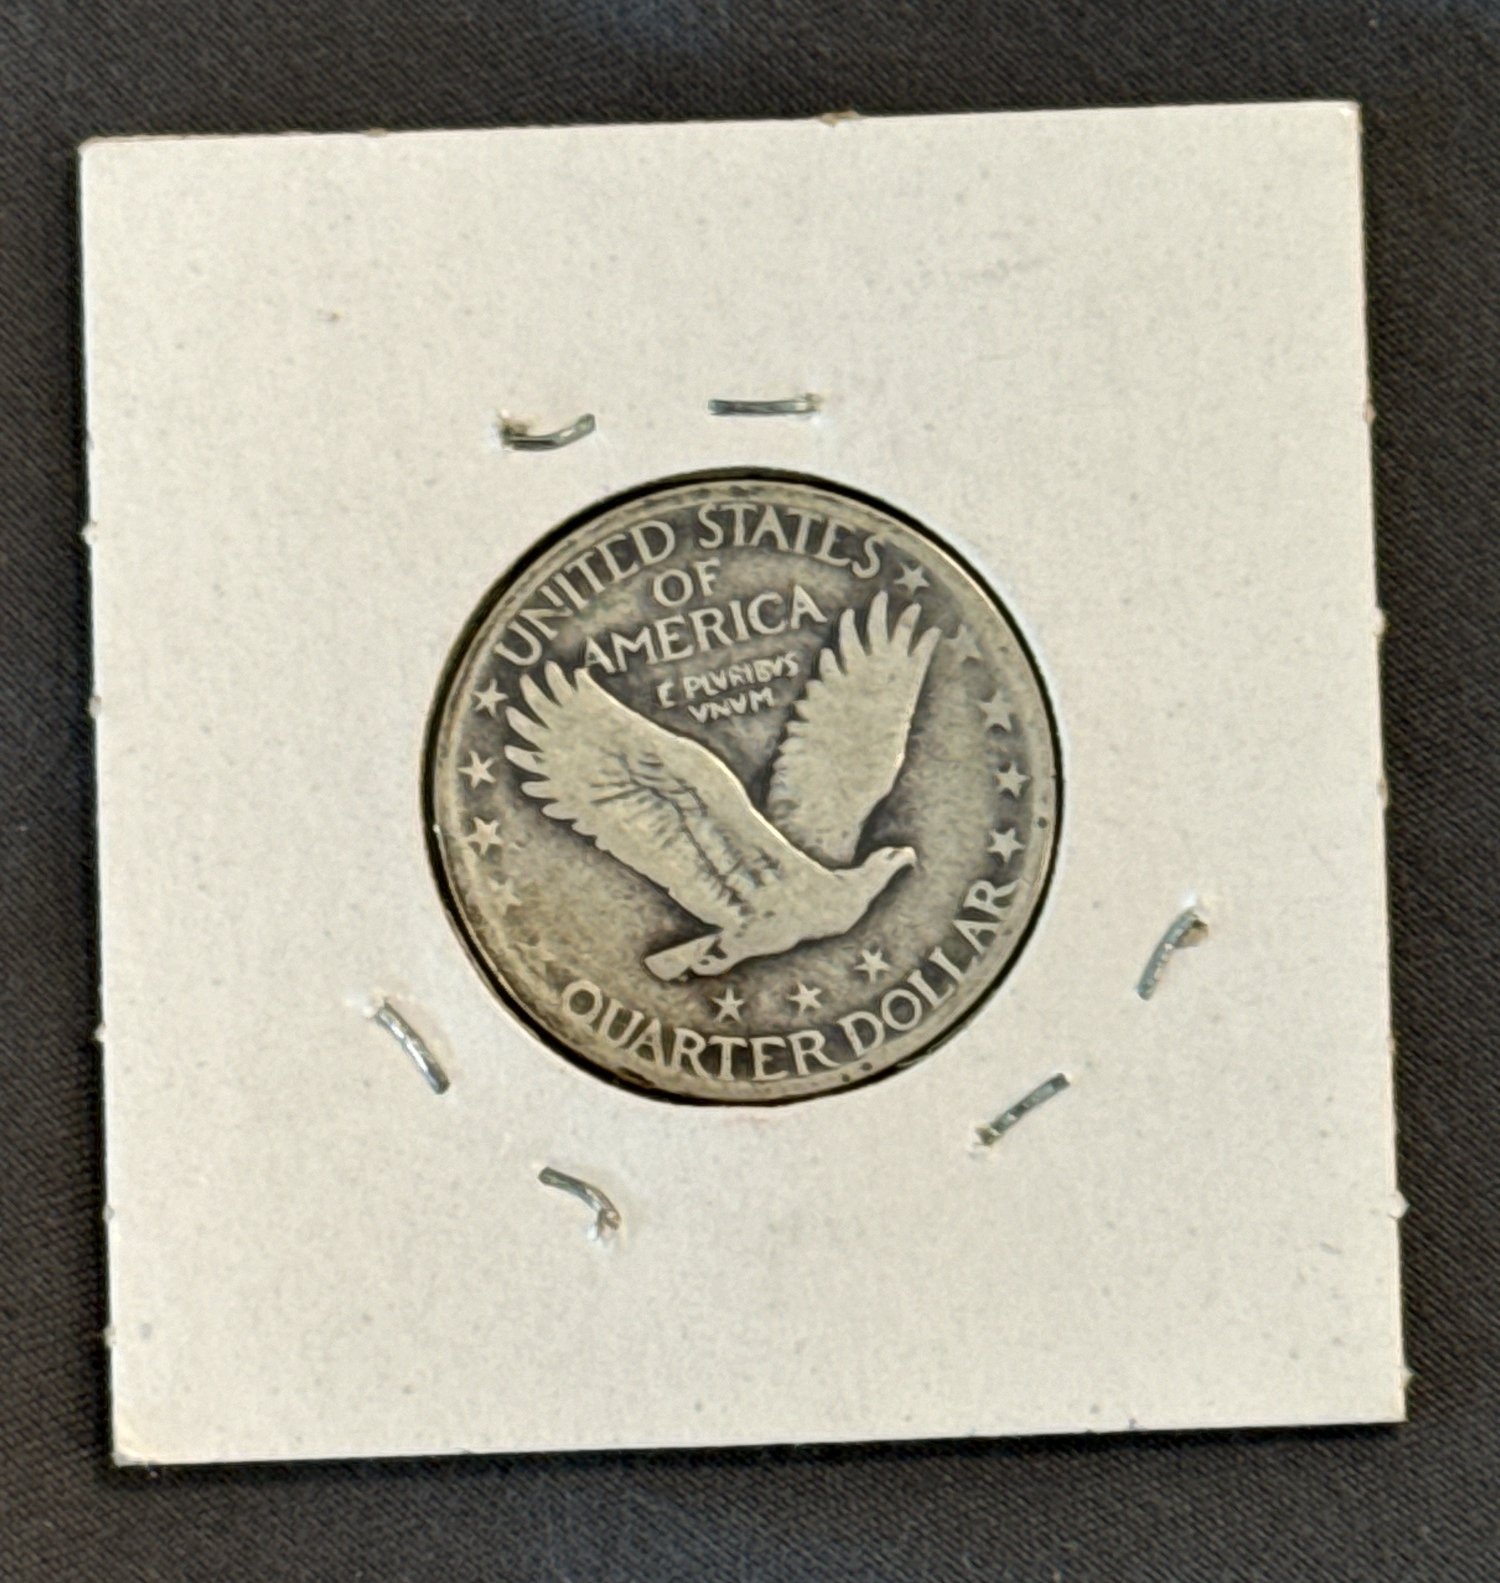 UNITED STATES
OF
AMERICA
E PLVRIBVS
VNVM
QUARTER DOLLAR